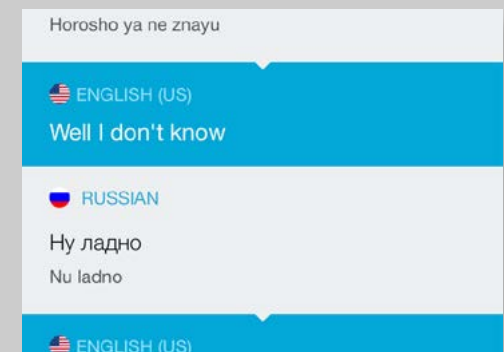 Horosho ya ne znayu
ENGLISH (US)
Well I don't know
RUSSIAN
Ну ладно
Nu ladno
ENGLISH (US)